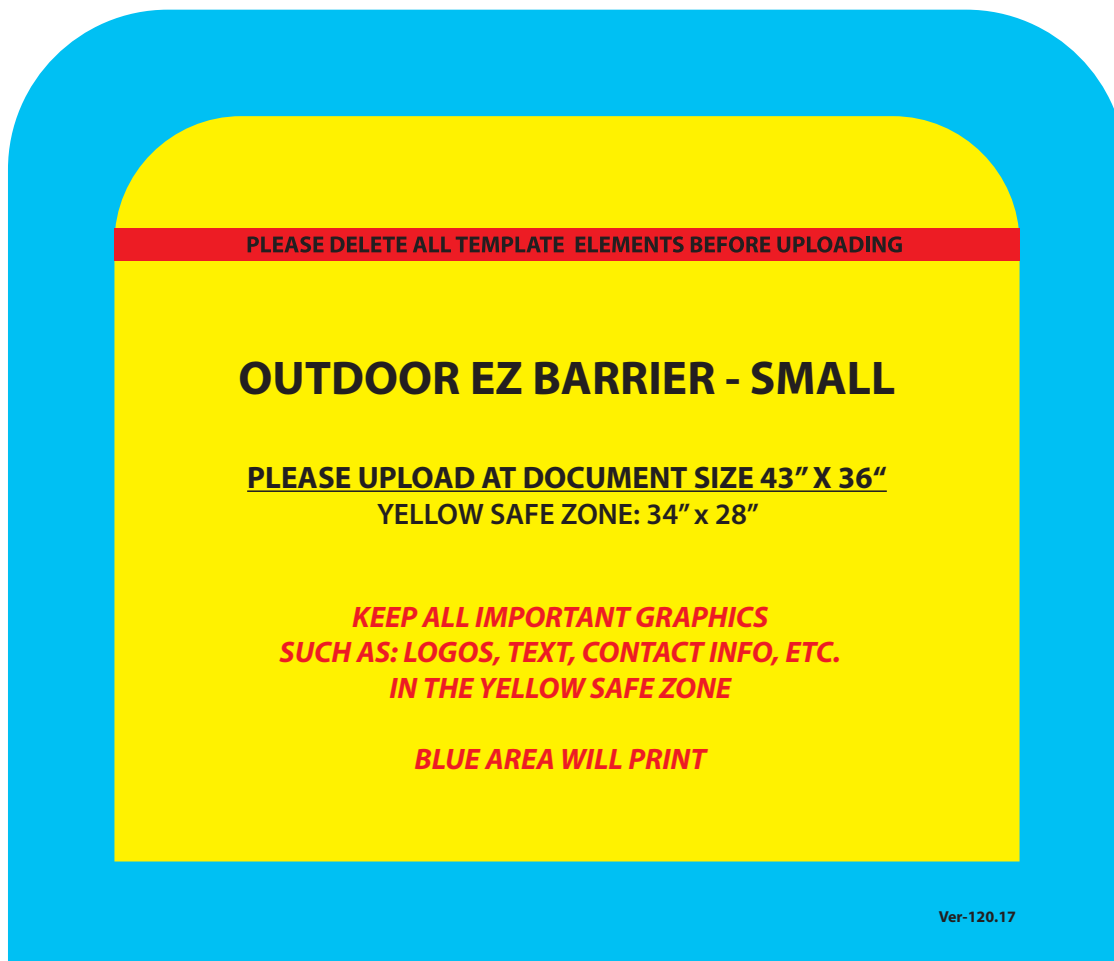 PLEASE DELETE ALL TEMPLATE ELEMENTS BEFORE UPLOADING
OUTDOOR EZ BARRIER - SMALL
PLEASE UPLOAD AT DOCUMENT SIZE 43” X 36“
YELLOW SAFE ZONE: 34” x 28”
KEEP ALL IMPORTANT GRAPHICS
SUCH AS: LOGOS, TEXT, CONTACT INFO, ETC.
IN THE YELLOW SAFE ZONE
BLUE AREA WILL PRINT
Ver-120.17